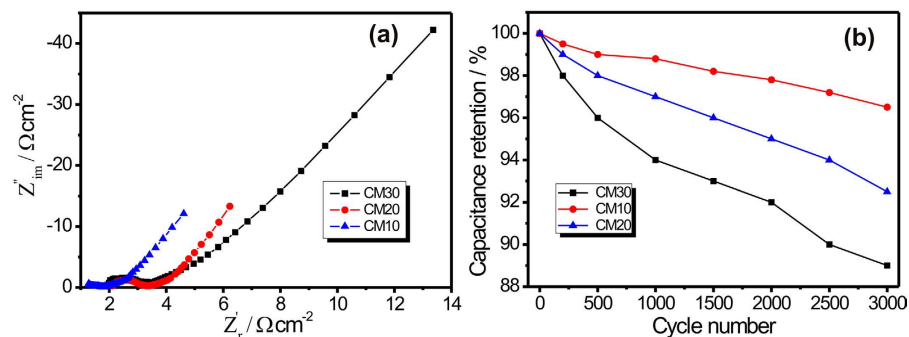 (a)
-40
-30
-20
-10
0
Z''im / Ω cm-2
CM30
CM20
CM10
2 4 6 8 10 12 14
Z'r / Ω cm-2
(b)
100
98
96
94
92
90
88
Capacitance retention / %
CM30
CM10
CM20
0 500 1000 1500 2000 2500 3000
Cycle number